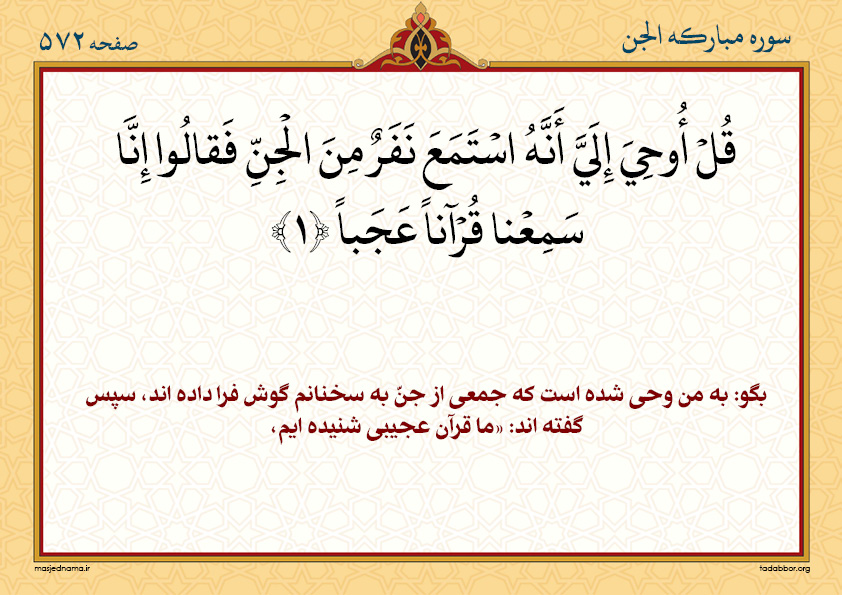 سوره مبارکه الجن
صفحه ۵۷۲
قُلْ أُوحِيَ إِلَيَّ أَنَّهُ اسْتَمَعَ نَفَرٌ مِنَ الْجِنِّ فَقالُوا إِنَّا
سَمِعْنا قُرْآناً عَجَباً ﴿۱﴾
بگو: به من وحی شده است که جمعی از جنّ به سخنانم گوش فرا داده اند، سپس
گفته اند: «ما قرآن عجیبی شنیده ایم،
masjednama.ir
tadabbor.org